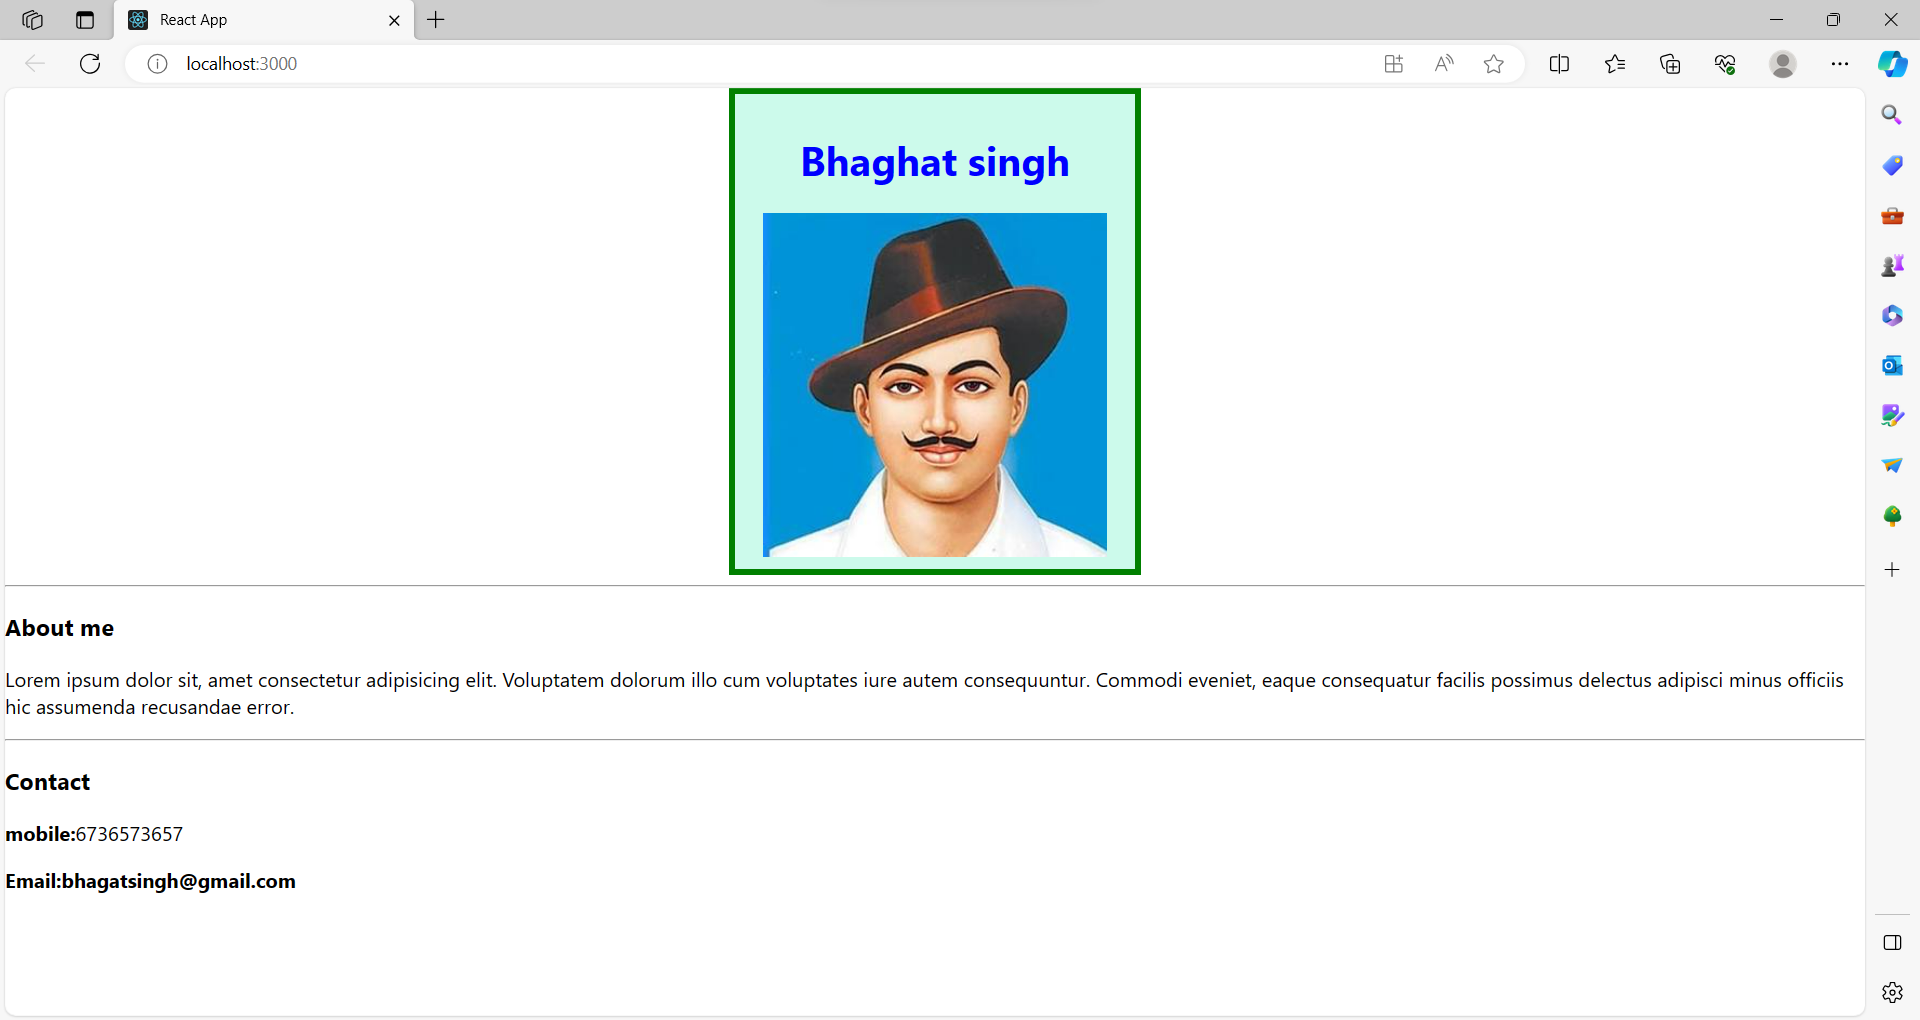 React App
localhost:3000
Bhaghat singh
About me
Lorem ipsum dolor sit, amet consectetur adipisicing elit. Voluptatem dolorum illo cum voluptates iure autem consequuntur. Commodi eveniet, eaque consequatur facilis possimus delectus adipisci minus officiis
hic assumenda recusandae error.
Contact
mobile:6736573657
Email:bhagatsingh@gmail.com